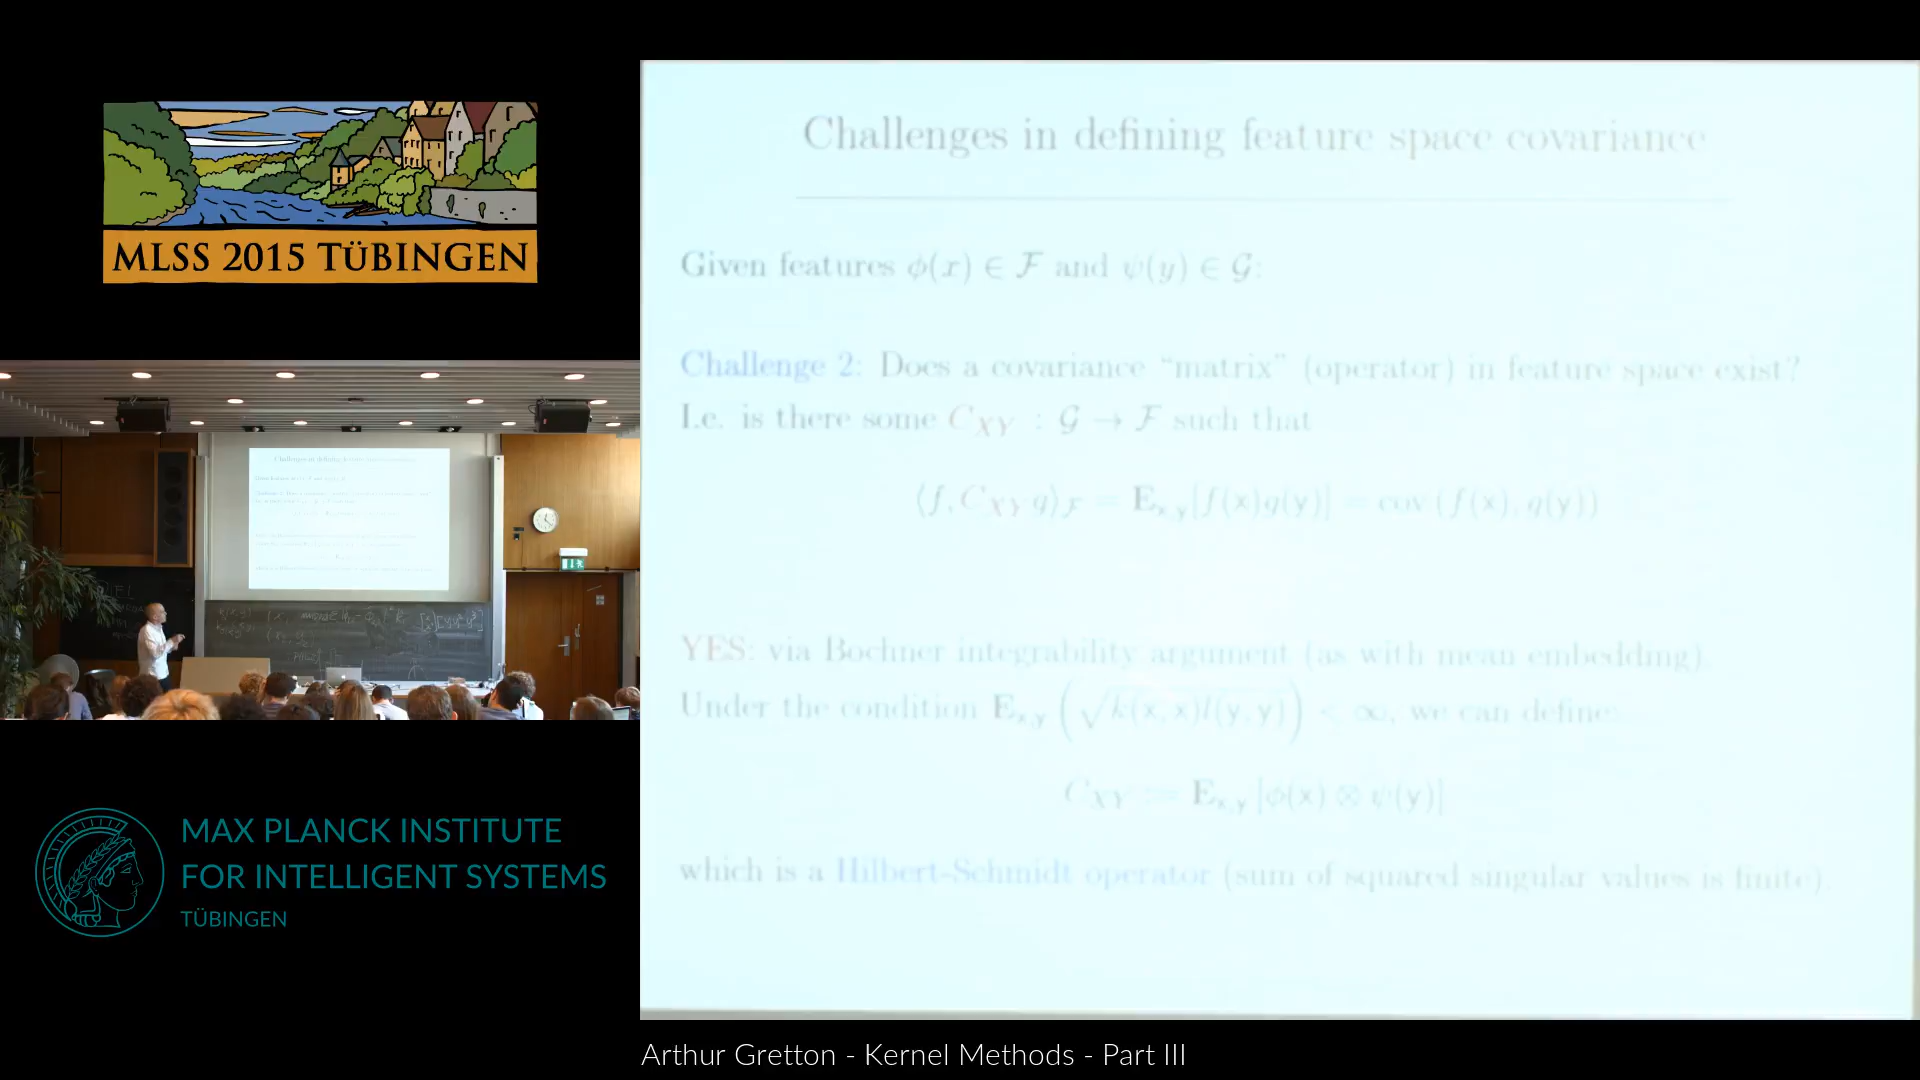 MLSS 2015 TÜBINGEN
Challenges in defining feature space covariance
Given features ϕ(x) ∈ 𝓕 and ψ(y) ∈ 𝓖:
Challenge 2: Does a covariance “matrix” (operator) in feature space exist?
I.e. is there some C_XY : 𝓖 → 𝓕 such that
⟨f, C_XY g⟩_𝓕 = E_x,y[f(x)g(y)] = cov (f(x), g(y))
YES: via Bochner integrability argument (as with mean embedding).
Under the condition E_x,y (√k(x, x)l(y, y)) < ∞, we can define:
C_XY := E_x,y [ϕ(x) ⊗ ψ(y)]
which is a Hilbert-Schmidt operator (sum of squared singular values is finite).
MAX PLANCK INSTITUTE
FOR INTELLIGENT SYSTEMS
TÜBINGEN
Arthur Gretton - Kernel Methods - Part III